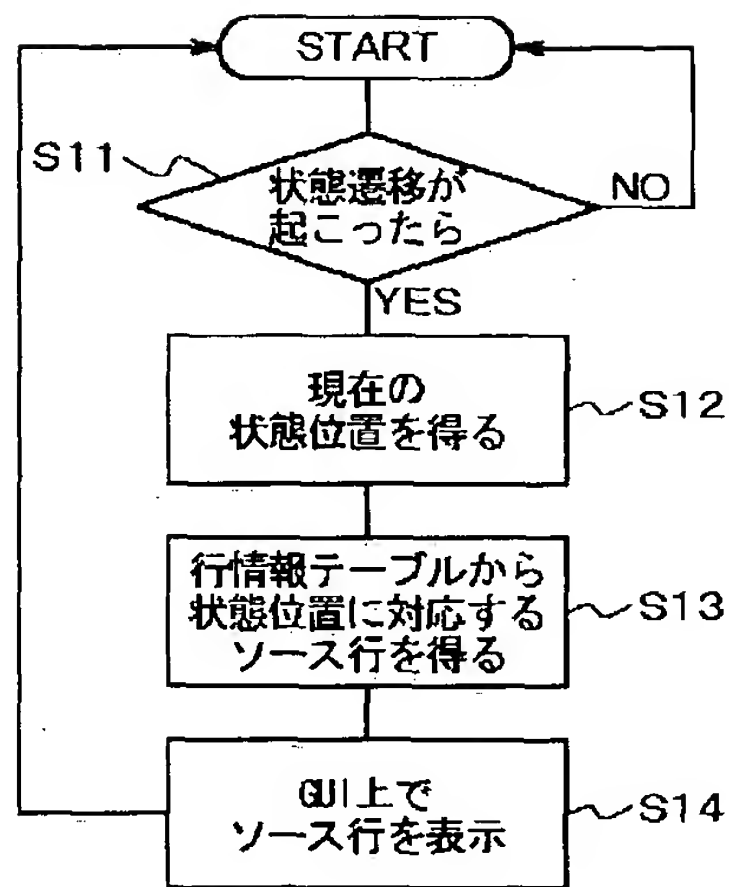 START
S11
状態遷移が
起こったら
NO
YES
現在の
状態位置を得る
S12
行情報テーブルから
状態位置に対応する
ソース行を得る
S13
GUI上で
ソース行を表示
S14